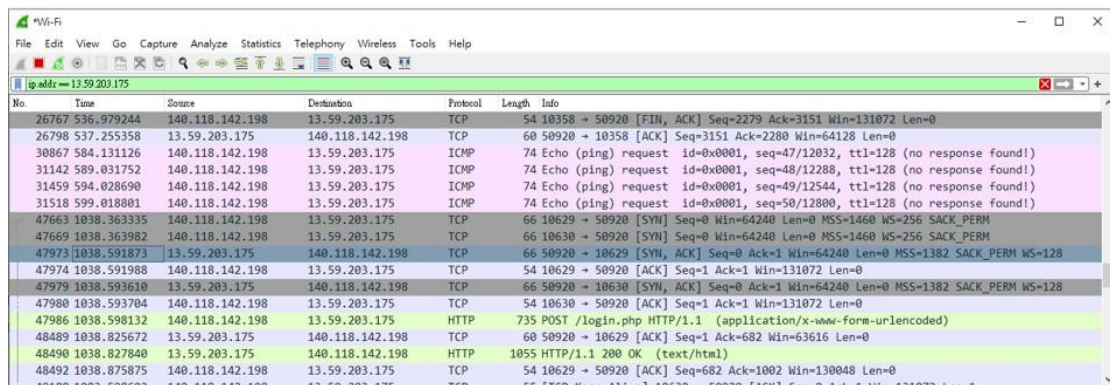 *Wi-Fi
File Edit View Go Capture Analyze Statistics Telephony Wireless Tools Help
ip.addr == 13.59.203.175
No. Time Source Destination Protocol Length Info
26767 536.979244 140.118.142.198 13.59.203.175 TCP 54 10358 → 50920 [FIN, ACK] Seq=2279 Ack=3151 Win=131072 Len=0
26798 537.255358 13.59.203.175 140.118.142.198 TCP 60 50920 → 10358 [ACK] Seq=3151 Ack=2280 Win=64128 Len=0
30867 584.131126 140.118.142.198 13.59.203.175 ICMP 74 Echo (ping) request id=0x0001, seq=47/12032, ttl=128 (no response found!)
31142 589.031752 140.118.142.198 13.59.203.175 ICMP 74 Echo (ping) request id=0x0001, seq=48/12288, ttl=128 (no response found!)
31459 594.028690 140.118.142.198 13.59.203.175 ICMP 74 Echo (ping) request id=0x0001, seq=49/12544, ttl=128 (no response found!)
31518 599.018801 140.118.142.198 13.59.203.175 ICMP 74 Echo (ping) request id=0x0001, seq=50/12800, ttl=128 (no response found!)
47663 1038.363335 140.118.142.198 13.59.203.175 TCP 66 10629 → 50920 [SYN] Seq=0 Win=64240 Len=0 MSS=1460 WS=256 SACK_PERM
47669 1038.363982 140.118.142.198 13.59.203.175 TCP 66 10630 → 50920 [SYN] Seq=0 Win=64240 Len=0 MSS=1460 WS=256 SACK_PERM
47973 1038.591873 13.59.203.175 140.118.142.198 TCP 66 50920 → 10629 [SYN, ACK] Seq=0 Ack=1 Win=64240 Len=0 MSS=1382 SACK_PERM WS=128
47974 1038.591988 140.118.142.198 13.59.203.175 TCP 54 10629 → 50920 [ACK] Seq=1 Ack=1 Win=131072 Len=0
47979 1038.593610 13.59.203.175 140.118.142.198 TCP 66 50920 → 10630 [SYN, ACK] Seq=0 Ack=1 Win=64240 Len=0 MSS=1382 SACK_PERM WS=128
47980 1038.593704 140.118.142.198 13.59.203.175 TCP 54 10630 → 50920 [ACK] Seq=1 Ack=1 Win=131072 Len=0
47986 1038.598132 140.118.142.198 13.59.203.175 HTTP 735 POST /login.php HTTP/1.1 (application/x-www-form-urlencoded)
48489 1038.825672 13.59.203.175 140.118.142.198 TCP 60 50920 → 10629 [ACK] Seq=1 Ack=682 Win=63616 Len=0
48490 1038.827840 13.59.203.175 140.118.142.198 HTTP 1055 HTTP/1.1 200 OK (text/html)
48492 1038.875875 140.118.142.198 13.59.203.175 TCP 54 10629 → 50920 [ACK] Seq=682 Ack=1002 Win=130048 Len=0